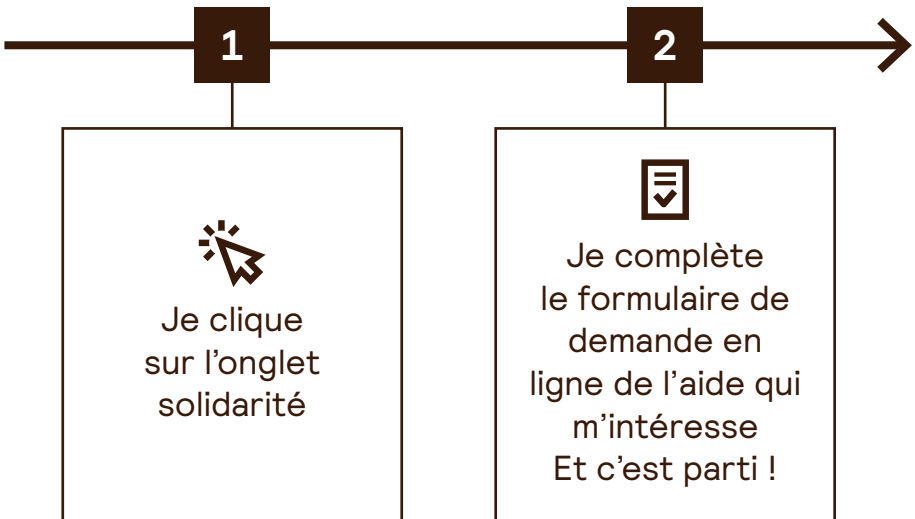 1
Je clique
sur l’onglet
solidarité
2
Je complète
le formulaire de
demande en
ligne de l’aide qui
m’intéresse
Et c’est parti !